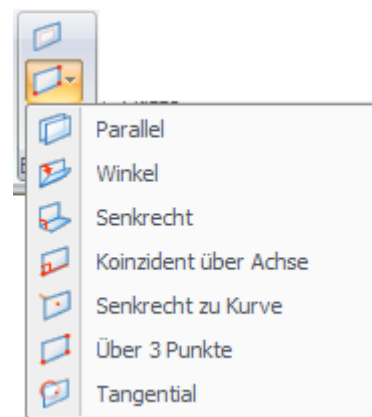 Parallel
Winkel
Senkrecht
Koinzident über Achse
Senkrecht zu Kurve
Über 3 Punkte
Tangential